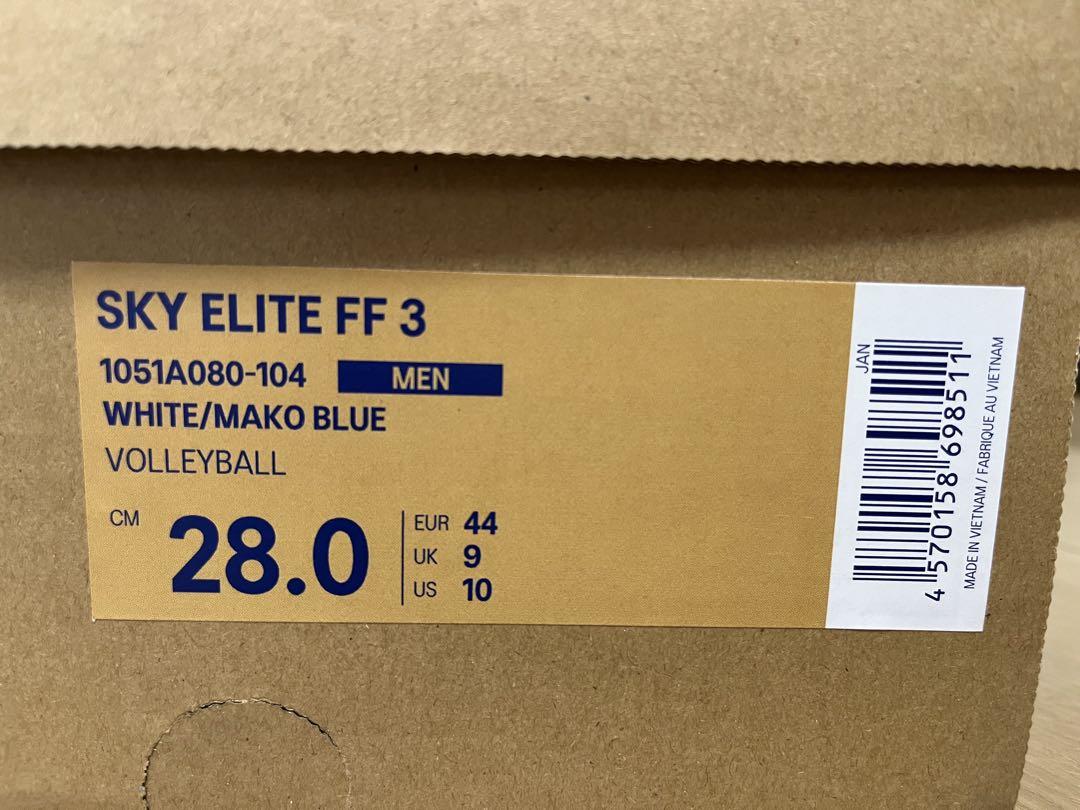 SKY ELITE FF 3
1051A080-104 MEN
WHITE/MAKO BLUE
VOLLEYBALL
CM 28.0
EUR 44
UK 9
US 10
JAN
4 570158 698511
MADE IN VIETNAM / FABRIQUE AU VIETNAM